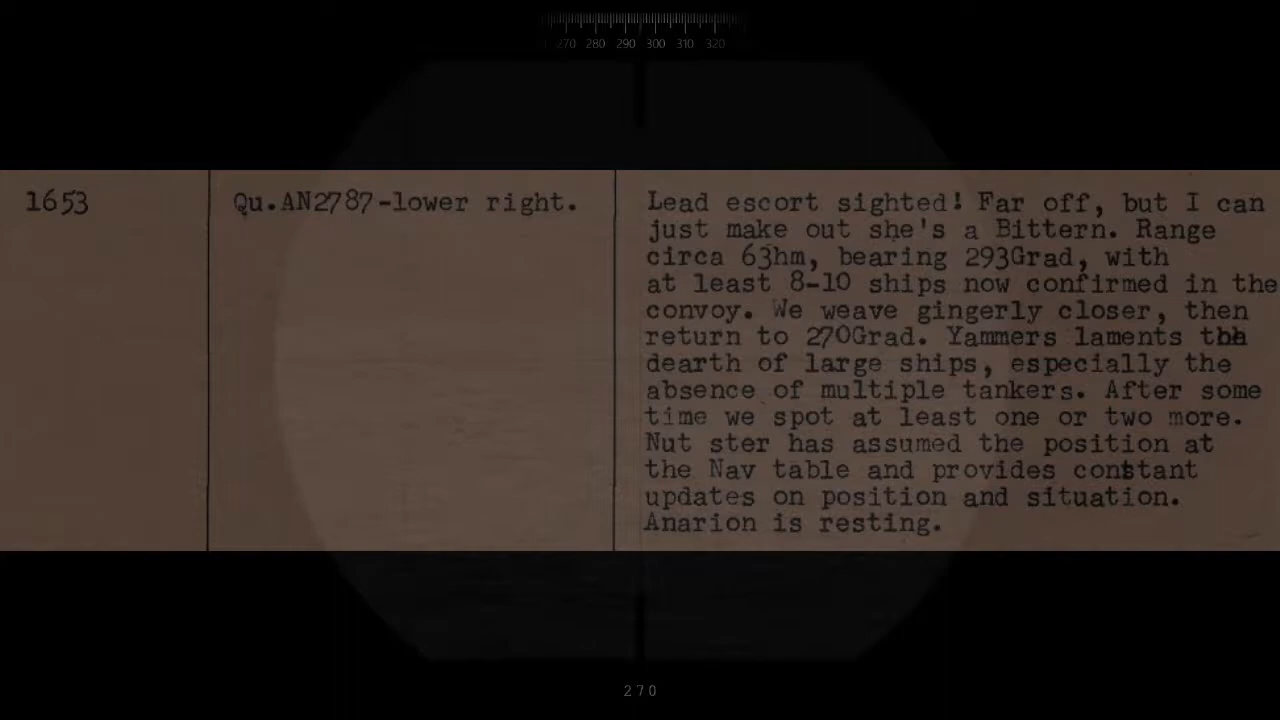 270 280 290 300 310 320
1653
Qu.AN2787-lower right.
Lead escort sighted! Far off, but I can
just make out she's a Bittern. Range
circa 63hm, bearing 293Grad, with
at least 8-10 ships now confirmed in the
convoy. We weave gingerly closer, then
return to 270Grad. Yammers laments the
dearth of large ships, especially the
absence of multiple tankers. After some
time we spot at least one or two more.
Nut ster has assumed the position at
the Nav table and provides constant
updates on position and situation.
Anarion is resting.
270